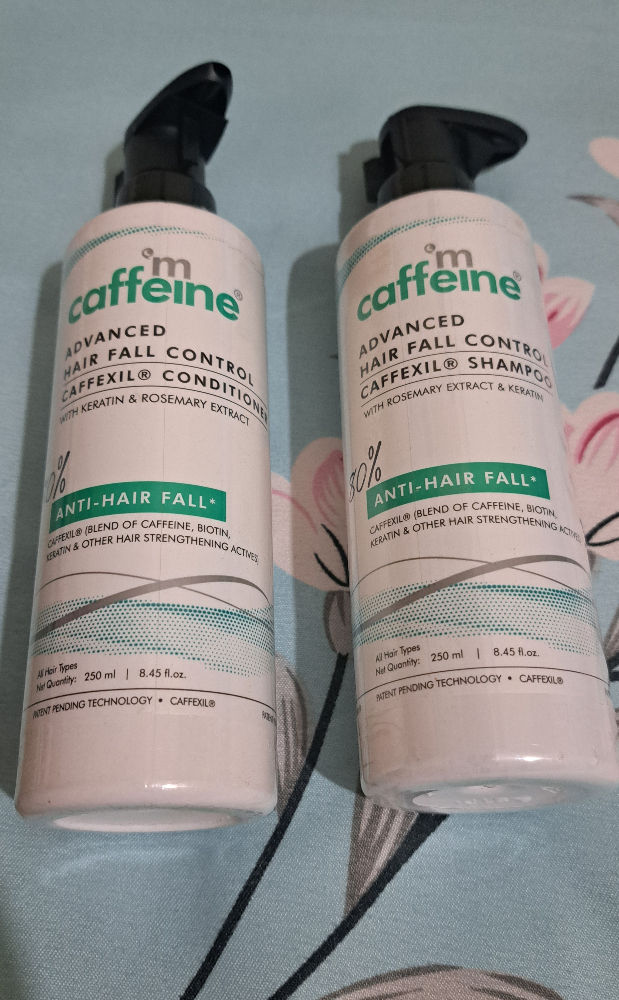 'm
caffeine®
ADVANCED
HAIR FALL CONTROL
CAFFEXIL® CONDITIONER
WITH KERATIN & ROSEMARY EXTRACT
0%
ANTI-HAIR FALL*
CAFFEXIL® (BLEND OF CAFFEINE, BIOTIN,
KERATIN & OTHER HAIR STRENGTHENING ACTIVES)
All Hair Types
Net Quantity: 250 ml | 8.45 fl.oz.
PATENT PENDING TECHNOLOGY • CAFFEXIL®
'm
caffeine®
ADVANCED
HAIR FALL CONTROL
CAFFEXIL® SHAMPOO
WITH ROSEMARY EXTRACT & KERATIN
80%
ANTI-HAIR FALL*
CAFFEXIL® (BLEND OF CAFFEINE, BIOTIN,
KERATIN & OTHER HAIR STRENGTHENING ACTIVES)
All Hair Types
Net Quantity: 250 ml | 8.45 fl.oz.
PATENT PENDING TECHNOLOGY • CAFFEXIL®